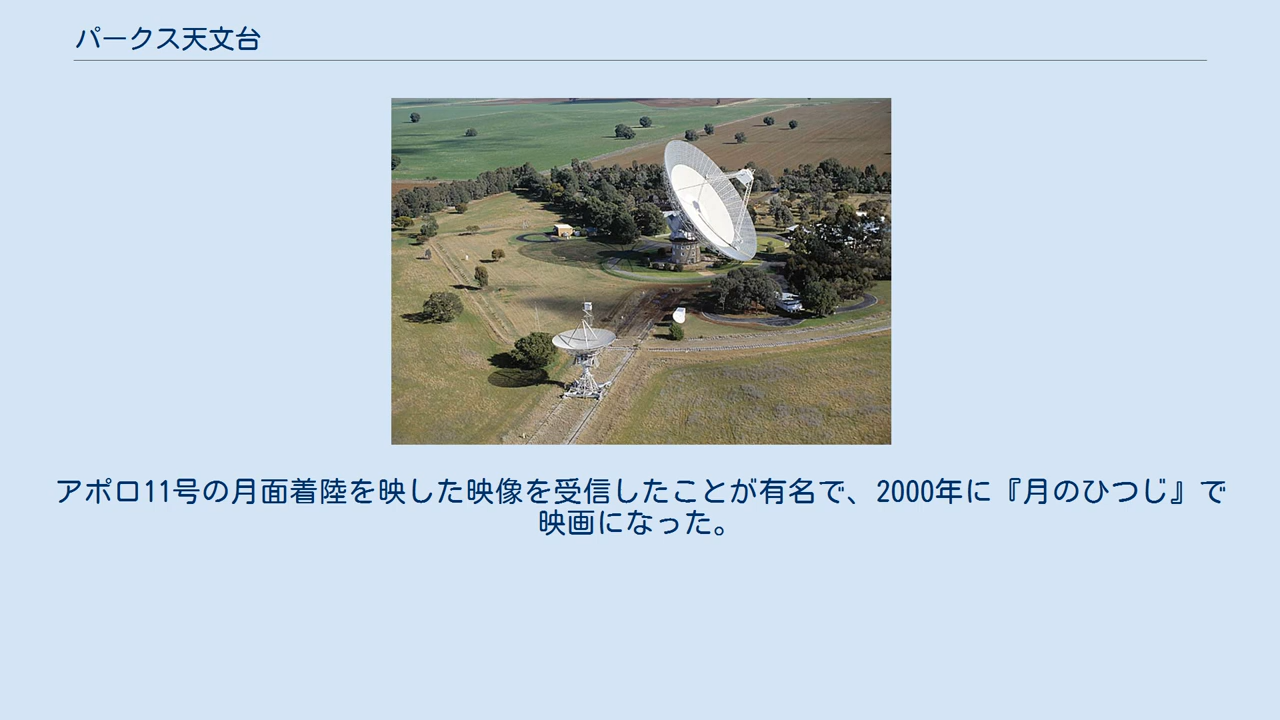 パークス天文台
アポロ11号の月面着陸を映した映像を受信したことが有名で、2000年に『月のひつじ』で
映画になった。